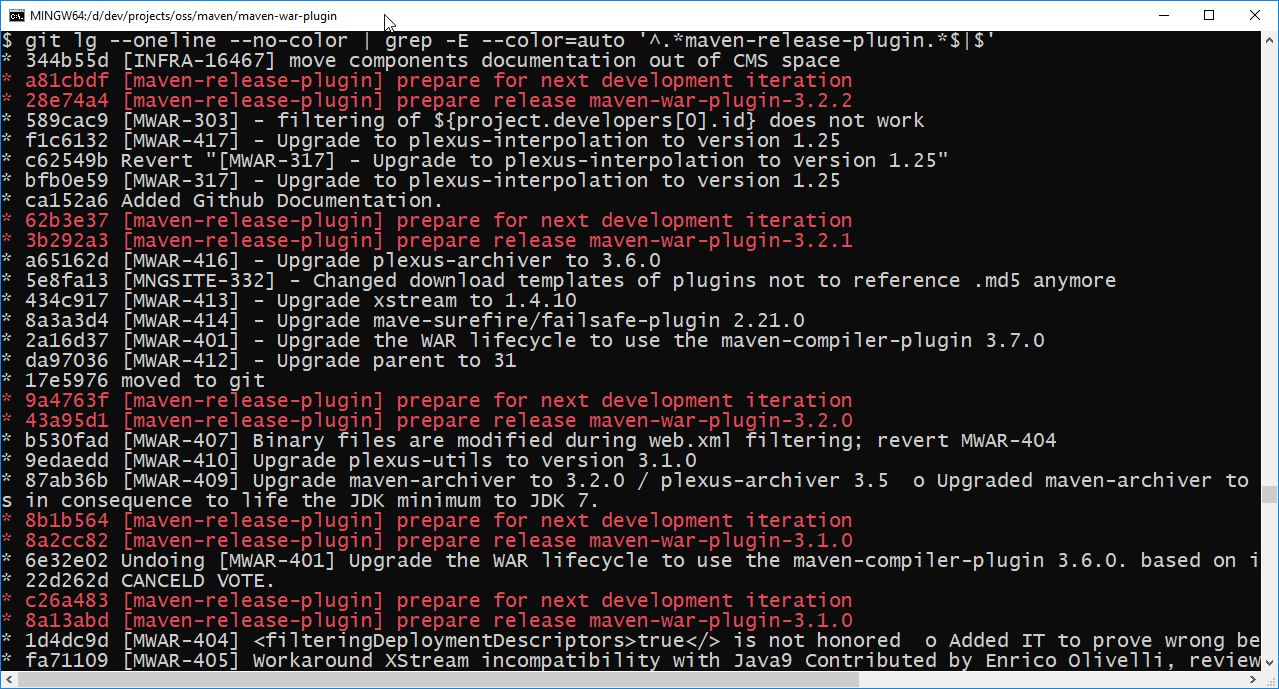 MINGW64:/d/dev/projects/oss/maven/maven-war-plugin
$ git lg --oneline --no-color | grep -E --color=auto '^.*maven-release-plugin.*$|$'
* 344b55d [INFRA-16467] move components documentation out of CMS space
* a81cbdf [maven-release-plugin] prepare for next development iteration
* 28e74a4 [maven-release-plugin] prepare release maven-war-plugin-3.2.2
* 589cac9 [MWAR-303] - filtering of ${project.developers[0].id} does not work
* f1c6132 [MWAR-417] - Upgrade to plexus-interpolation to version 1.25
* c62549b Revert "[MWAR-317] - Upgrade to plexus-interpolation to version 1.25"
* bfb0e59 [MWAR-317] - Upgrade to plexus-interpolation to version 1.25
* ca152a6 Added Github Documentation.
* 62b3e37 [maven-release-plugin] prepare for next development iteration
* 3b292a3 [maven-release-plugin] prepare release maven-war-plugin-3.2.1
* a65162d [MWAR-416] - Upgrade plexus-archiver to 3.6.0
* 5e8fa13 [MNGSITE-332] - Changed download templates of plugins not to reference .md5 anymore
* 434c917 [MWAR-413] - Upgrade xstream to 1.4.10
* 8a3a3d4 [MWAR-414] - Upgrade mave-surefire/failsafe-plugin 2.21.0
* 2a16d37 [MWAR-401] - Upgrade the WAR lifecycle to use the maven-compiler-plugin 3.7.0
* da97036 [MWAR-412] - Upgrade parent to 31
* 17e5976 moved to git
* 9a4763f [maven-release-plugin] prepare for next development iteration
* 43a95d1 [maven-release-plugin] prepare release maven-war-plugin-3.2.0
* b530fad [MWAR-407] Binary files are modified during web.xml filtering; revert MWAR-404
* 9edaedd [MWAR-410] Upgrade plexus-utils to version 3.1.0
* 87ab36b [MWAR-409] Upgrade maven-archiver to 3.2.0 / plexus-archiver 3.5  o Upgraded maven-archiver to
s in consequence to life the JDK minimum to JDK 7.
* 8b1b564 [maven-release-plugin] prepare for next development iteration
* 8a2cc82 [maven-release-plugin] prepare release maven-war-plugin-3.1.0
* 6e32e02 Undoing [MWAR-401] Upgrade the WAR lifecycle to use the maven-compiler-plugin 3.6.0. based on i
* 22d262d CANCELD VOTE.
* c26a483 [maven-release-plugin] prepare for next development iteration
* 8a13abd [maven-release-plugin] prepare release maven-war-plugin-3.1.0
* 1d4dc9d [MWAR-404] <filteringDeploymentDescriptors>true</> is not honored  o Added IT to prove wrong be
* fa71109 [MWAR-405] Workaround XStream incompatibility with Java9 Contributed by Enrico Olivelli, review